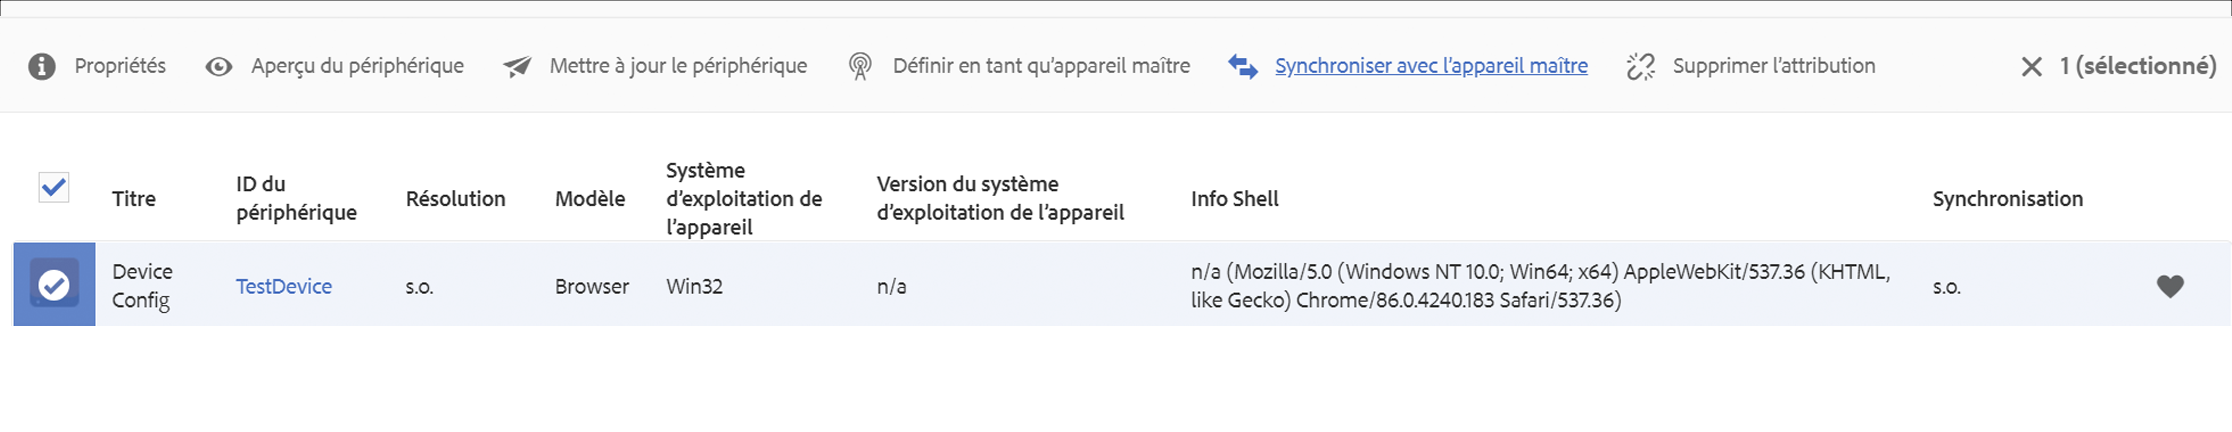 Propriétés Aperçu du périphérique Mettre à jour le périphérique Définir en tant qu’appareil maître Synchroniser avec l’appareil maître Supprimer l’attribution 1 (sélectionné)
Titre
ID du
périphérique
Résolution
Modèle
Système
d’exploitation de
l’appareil
Version du système
d’exploitation de l’appareil
Info Shell
Synchronisation
Device
Config
TestDevice
s.o.
Browser
Win32
n/a
n/a (Mozilla/5.0 (Windows NT 10.0; Win64; x64) AppleWebKit/537.36 (KHTML,
like Gecko) Chrome/86.0.4240.183 Safari/537.36)
s.o.